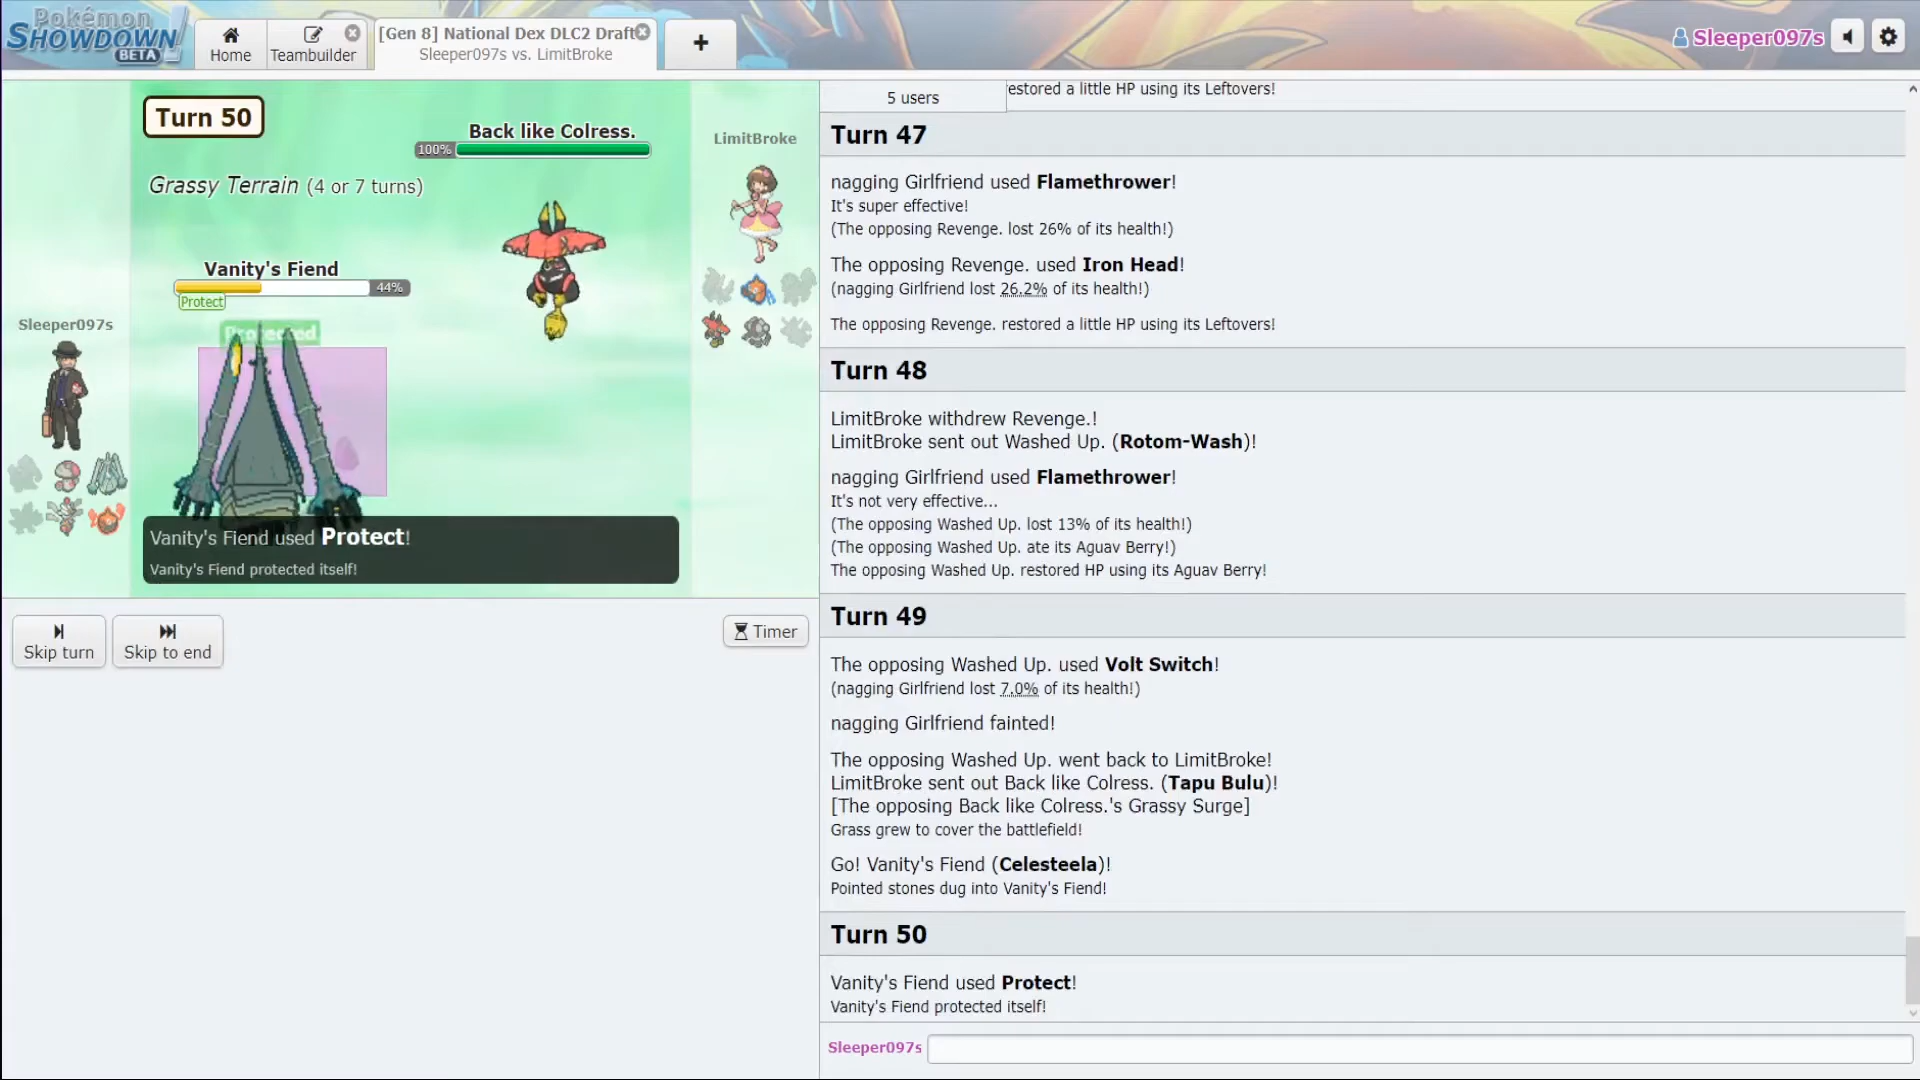 Pokémon
SHOWDOWN!
BETA
Home
Teambuilder
[Gen 8] National Dex DLC2 Draft
Sleeper097s vs. LimitBroke
+
Sleeper097s
Turn 50
Grassy Terrain (4 or 7 turns)
Back like Colress.
100%
LimitBroke
Vanity's Fiend
44%
Protect
Protected
Sleeper097s
Vanity's Fiend used Protect!
Vanity's Fiend protected itself!
Skip turn
Skip to end
Timer
5 users
estored a little HP using its Leftovers!
Turn 47
nagging Girlfriend used Flamethrower!
It's super effective!
(The opposing Revenge. lost 26% of its health!)
The opposing Revenge. used Iron Head!
(nagging Girlfriend lost 26.2% of its health!)
The opposing Revenge. restored a little HP using its Leftovers!
Turn 48
LimitBroke withdrew Revenge.!
LimitBroke sent out Washed Up. (Rotom-Wash)!
nagging Girlfriend used Flamethrower!
It's not very effective...
(The opposing Washed Up. lost 13% of its health!)
(The opposing Washed Up. ate its Aguav Berry!)
The opposing Washed Up. restored HP using its Aguav Berry!
Turn 49
The opposing Washed Up. used Volt Switch!
(nagging Girlfriend lost 7.0% of its health!)
nagging Girlfriend fainted!
The opposing Washed Up. went back to LimitBroke!
LimitBroke sent out Back like Colress. (Tapu Bulu)!
[The opposing Back like Colress.'s Grassy Surge]
Grass grew to cover the battlefield!
Go! Vanity's Fiend (Celesteela)!
Pointed stones dug into Vanity's Fiend!
Turn 50
Vanity's Fiend used Protect!
Vanity's Fiend protected itself!
Sleeper097s